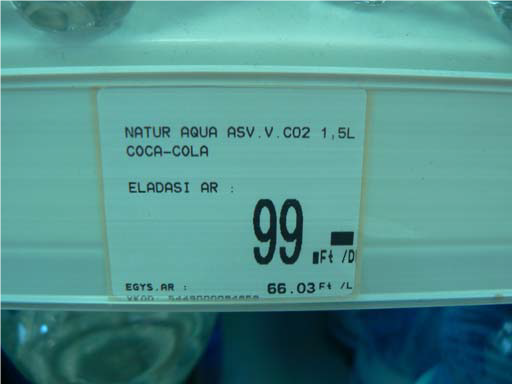 NATUR AQUA ASV.V.CO2 1,5L
COCA-COLA
ELADASI AR :
99 Ft /D
EGYS.AR : 66.03 Ft /L